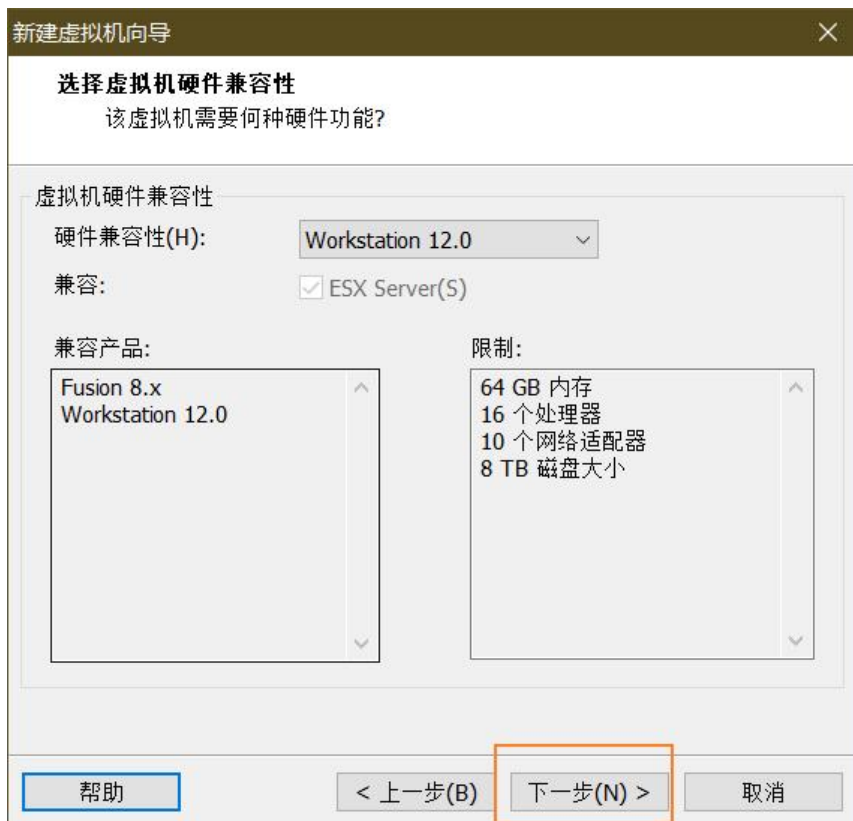 新建虚拟机向导
选择虚拟机硬件兼容性
该虚拟机需要何种硬件功能?
虚拟机硬件兼容性
硬件兼容性(H):
Workstation 12.0
兼容:
ESX Server(S)
兼容产品:
Fusion 8.x
Workstation 12.0
限制:
64 GB 内存
16 个处理器
10 个网络适配器
8 TB 磁盘大小
帮助
< 上一步(B)
下一步(N) >
取消